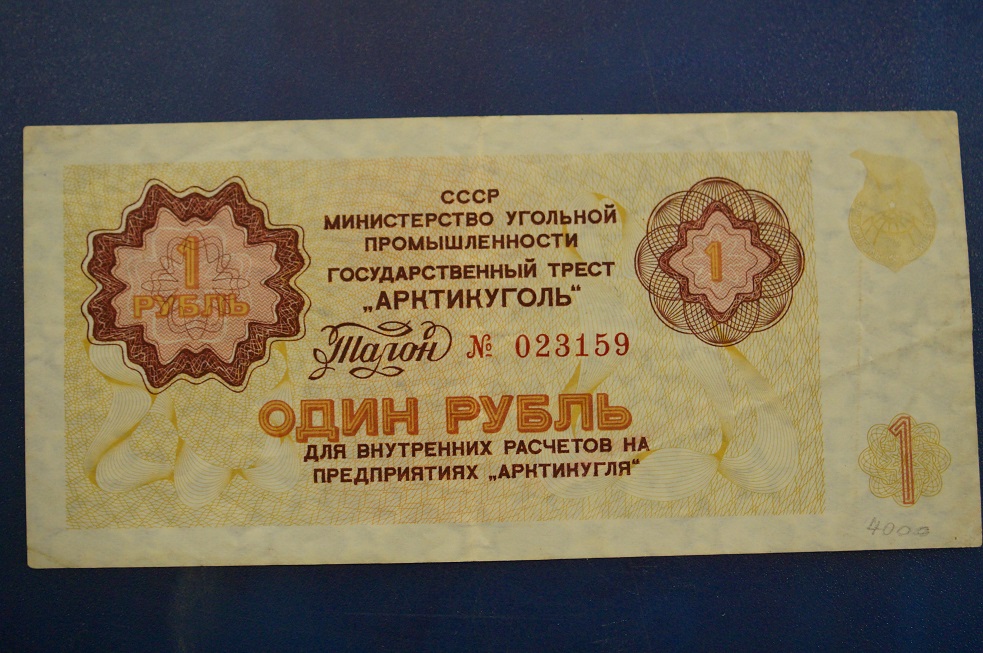 СССР
МИНИСТЕРСТВО УГОЛЬНОЙ
ПРОМЫШЛЕННОСТИ
ГОСУДАРСТВЕННЫЙ ТРЕСТ
„АРКТИКУГОЛЬ“
1
РУБЛЬ
1
Талон № 023159
ОДИН РУБЛЬ
ДЛЯ ВНУТРЕННИХ РАСЧЕТОВ НА
ПРЕДПРИЯТИЯХ „АРКТИКУГЛЯ“
1
4000